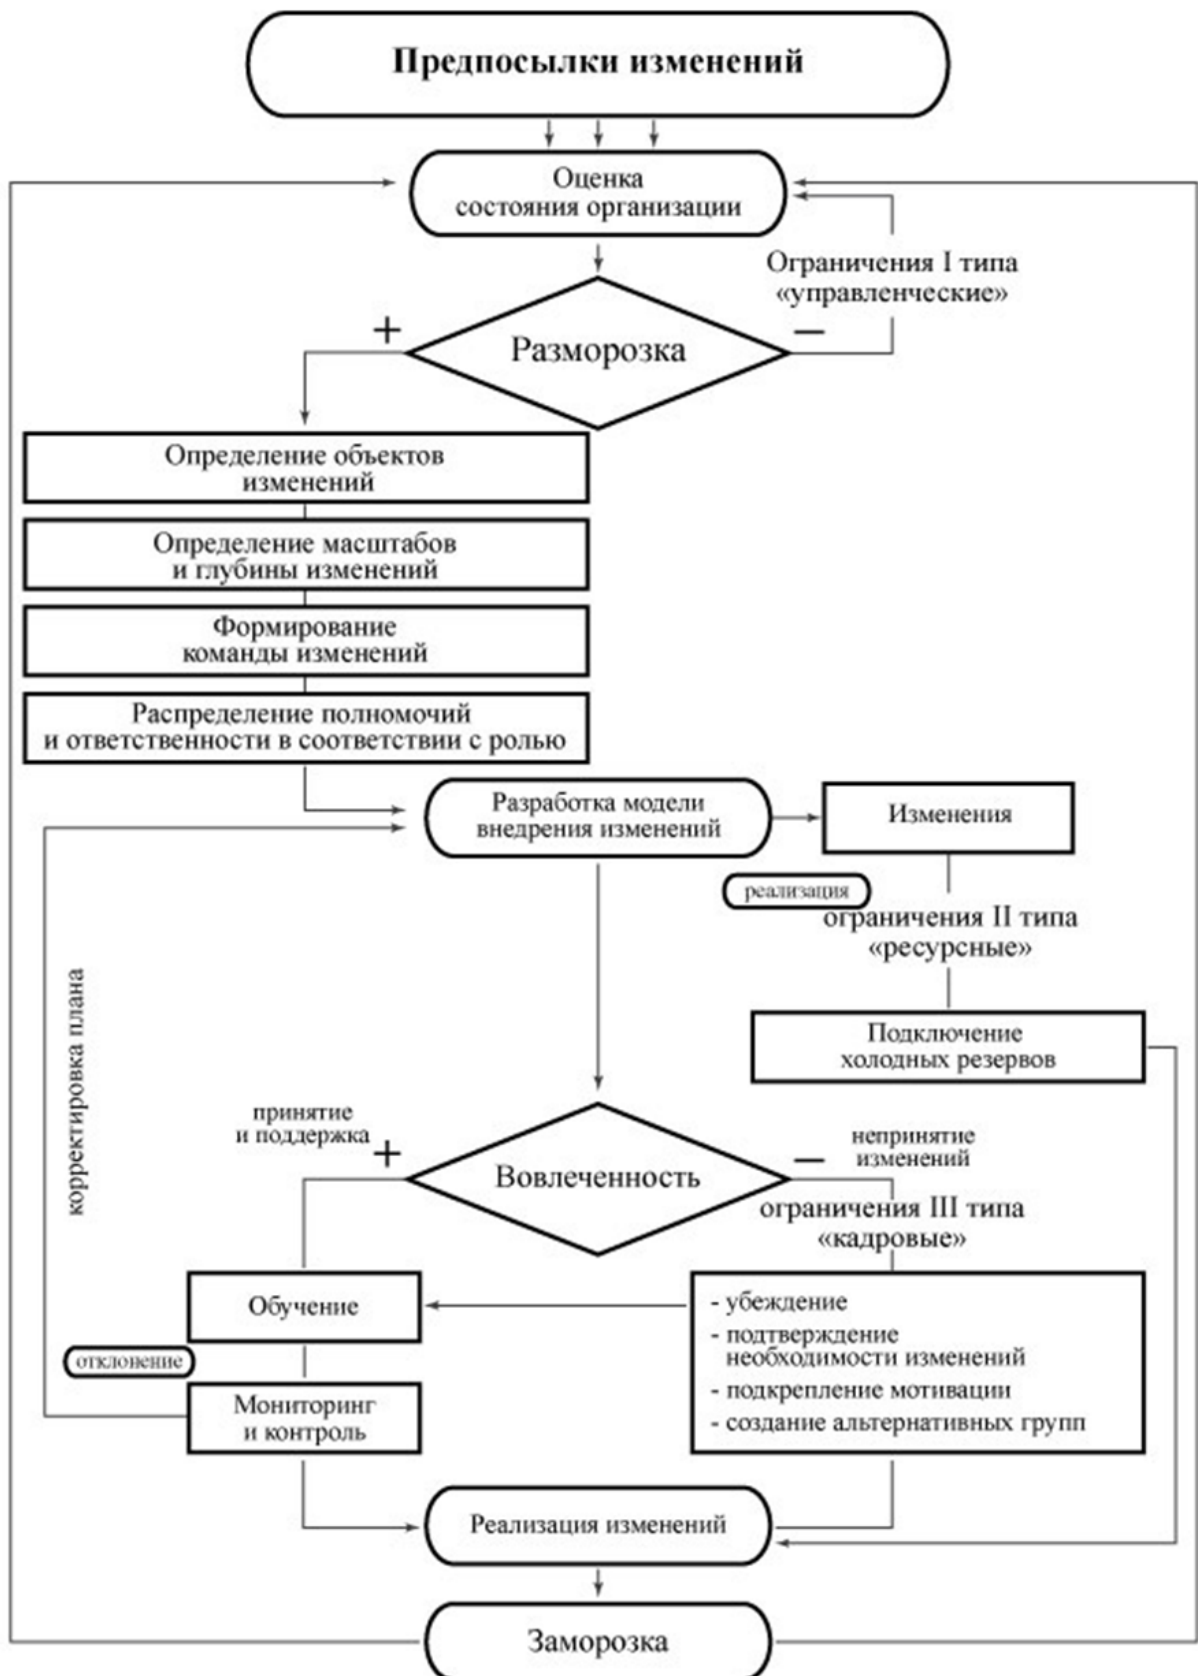 Предпосылки изменений
Оценка
состояния организации
Ограничения I типа
«управленческие»
+
Разморозка
—
Определение объектов
изменений
Определение масштабов
и глубины изменений
Формирование
команды изменений
Распределение полномочий
и ответственности в соответствии с ролью
Разработка модели
внедрения изменений
Изменения
реализация
ограничения II типа
«ресурсные»
Подключение
холодных резервов
корректировка плана
принятие
и поддержка
+
Вовлеченность
—
непринятие
изменений
ограничения III типа
«кадровые»
Обучение
- убеждение
- подтверждение
необходимости изменений
- подкрепление мотивации
- создание альтернативных групп
отклонение
Мониторинг
и контроль
Реализация изменений
Заморозка